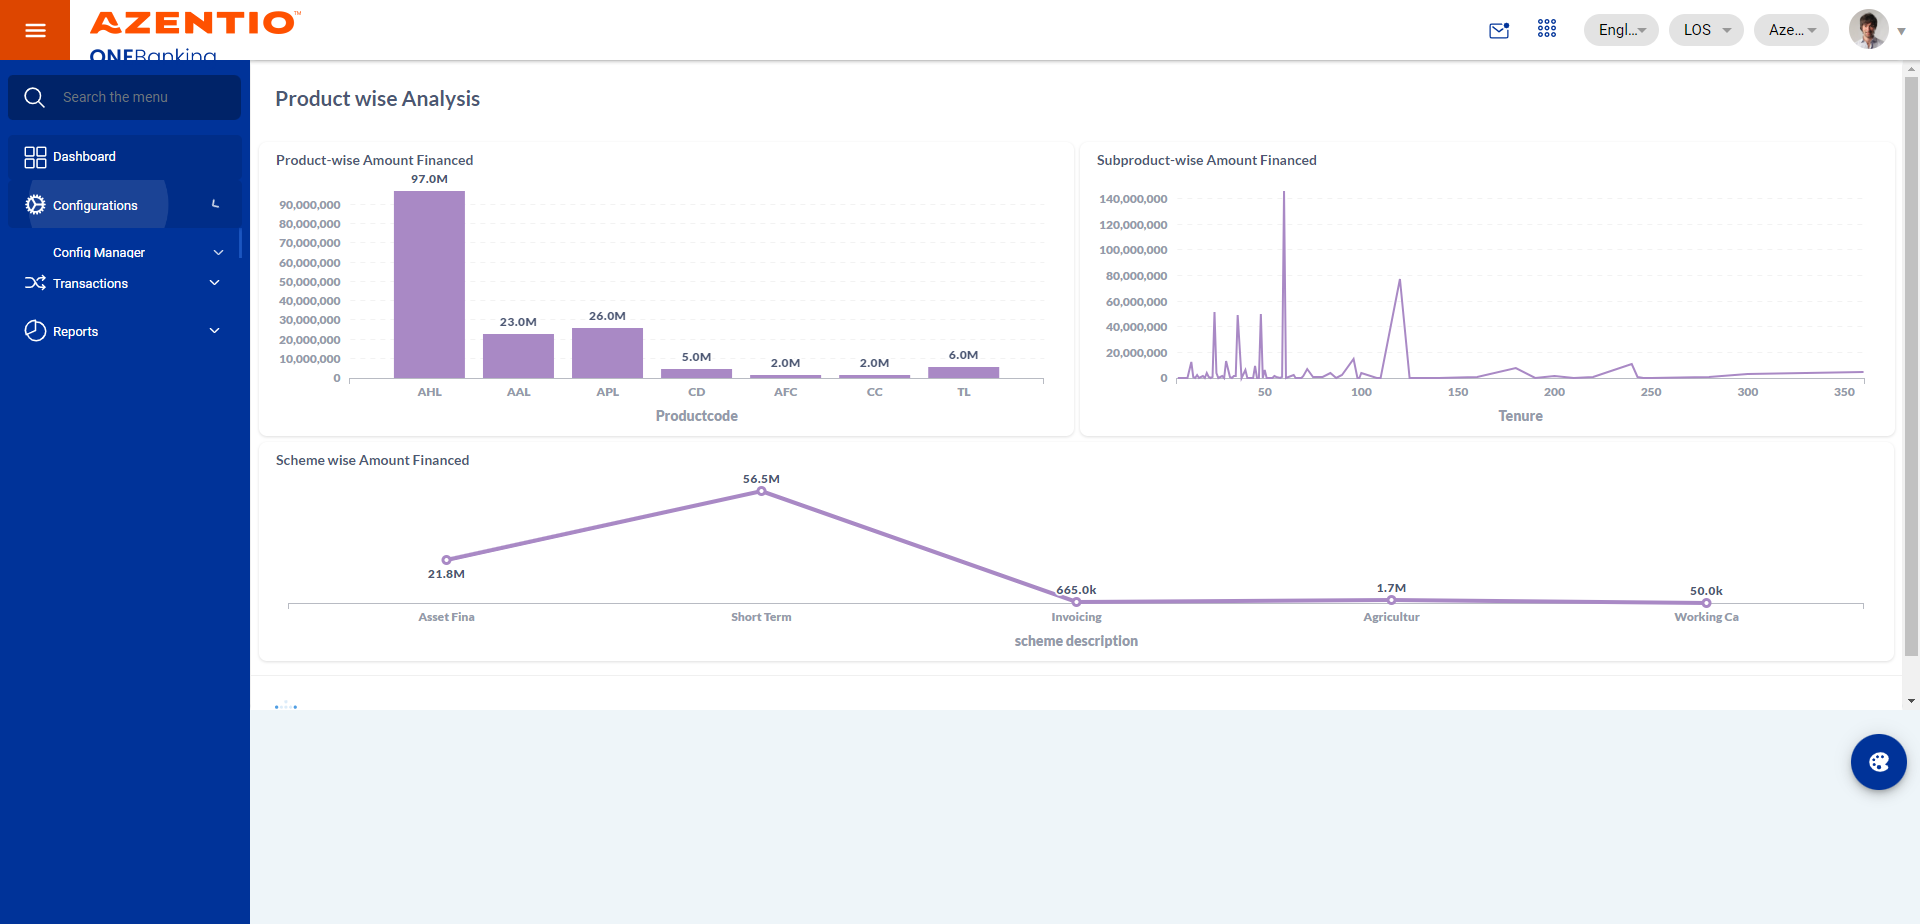 AZENTIO™
ONEBanking
Engl...
LOS
Aze...
Search the menu
Dashboard
Configurations
Config Manager
Transactions
Reports
Product wise Analysis
Product-wise Amount Financed
97.0M
90,000,000
80,000,000
70,000,000
60,000,000
50,000,000
40,000,000
30,000,000
20,000,000
10,000,000
0
23.0M
26.0M
5.0M
2.0M
2.0M
6.0M
AHL
AAL
APL
CD
AFC
CC
TL
Productcode
Subproduct-wise Amount Financed
140,000,000
120,000,000
100,000,000
80,000,000
60,000,000
40,000,000
20,000,000
0
50
100
150
200
250
300
350
Tenure
Scheme wise Amount Financed
56.5M
21.8M
665.0k
1.7M
50.0k
Asset Fina
Short Term
Invoicing
Agricultur
Working Ca
scheme description